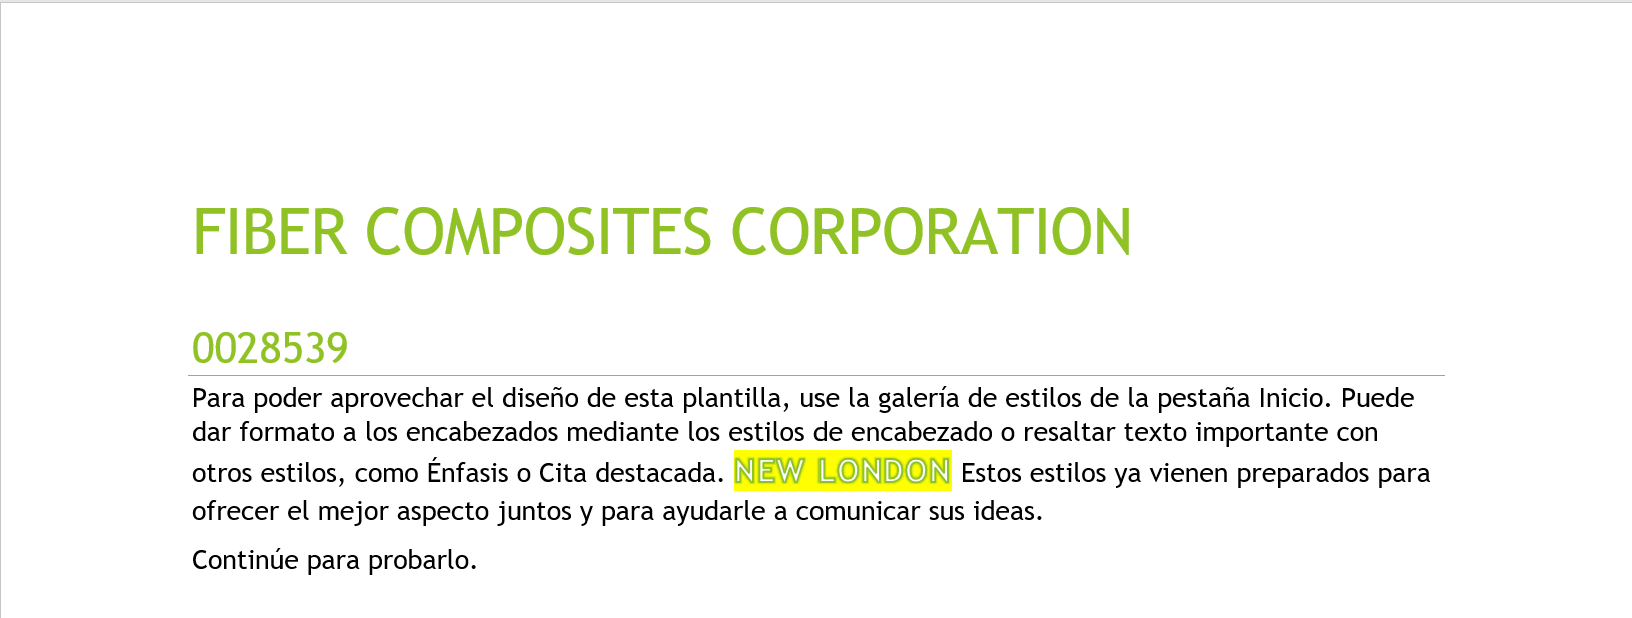 FIBER COMPOSITES CORPORATION
0028539
Para poder aprovechar el diseño de esta plantilla, use la galería de estilos de la pestaña Inicio. Puede
dar formato a los encabezados mediante los estilos de encabezado o resaltar texto importante con
otros estilos, como Énfasis o Cita destacada. NEW LONDON Estos estilos ya vienen preparados para
ofrecer el mejor aspecto juntos y para ayudarle a comunicar sus ideas.
Continúe para probarlo.